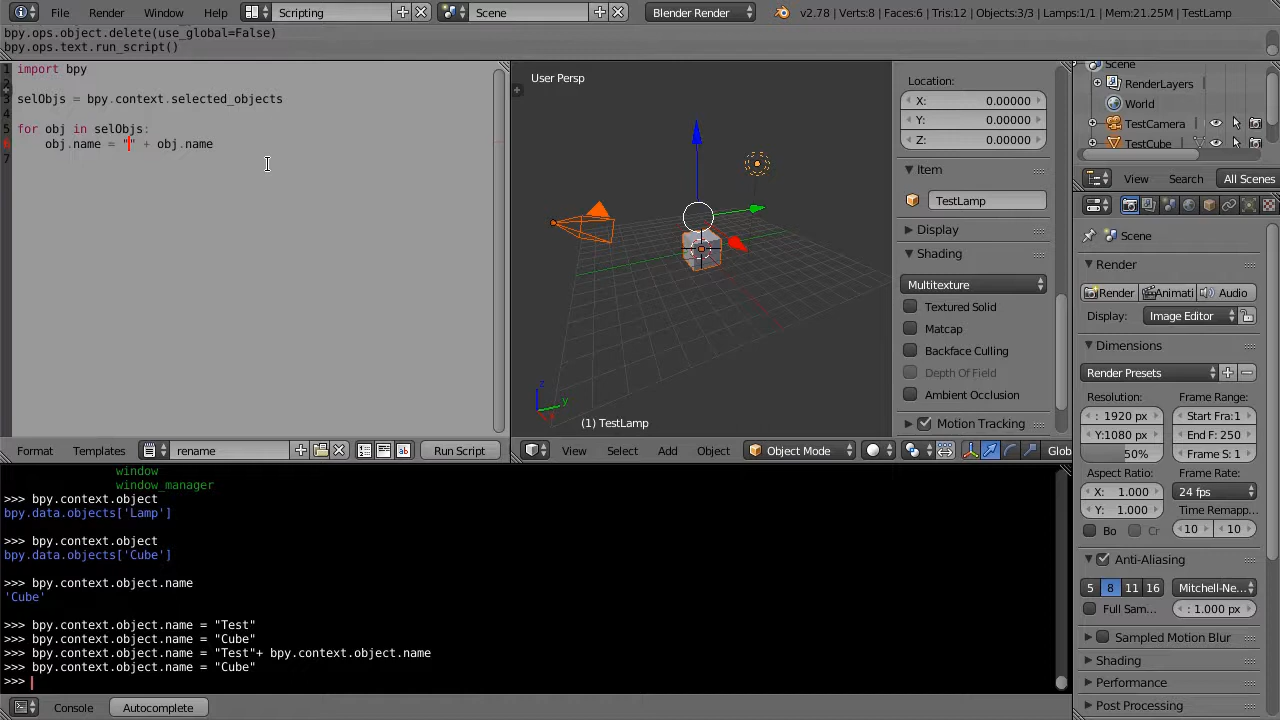 File Render Window Help Scripting Scene Blender Render v2.78 | Verts:8 | Faces:6 | Tris:12 | Objects:3/3 | Lamps:1/1 | Mem:21.25M | TestLamp
bpy.ops.object.delete(use_global=False)
bpy.ops.text.run_script()
1 import bpy
3 selObjs = bpy.context.selected_objects
5 for obj in selObjs:
6 obj.name = "" + obj.name
7
File Format Templates rename Run Script
User Persp
(1) TestLamp
z
y
View Select Add Object Object Mode Glob
Location:
X: 0.00000
Y: 0.00000
Z: 0.00000
Item
TestLamp
Display
Shading
Multitexture
Textured Solid
Matcap
Backface Culling
Depth Of Field
Ambient Occlusion
Motion Tracking
window
window_manager
>>> bpy.context.object
bpy.data.objects['Lamp']
>>> bpy.context.object
bpy.data.objects['Cube']
>>> bpy.context.object.name
'Cube'
>>> bpy.context.object.name = "Test"
>>> bpy.context.object.name = "Cube"
>>> bpy.context.object.name = "Test"+ bpy.context.object.name
>>> bpy.context.object.name = "Cube"
>>>
Console Autocomplete
Scene
RenderLayers
World
TestCamera
TestCube
View Search All Scenes
Scene
Render
Render Animati Audio
Display: Image Editor
Dimensions
Render Presets
Resolution: Frame Range:
: 1920 px Start Fra:1
Y:1080 px End F: 250
50% Frame S: 1
Aspect Ratio: Frame Rate:
X: 1.000 24 fps
Y: 1.000 Time Remapp...
Bo Cr 10 10
Anti-Aliasing
5 8 11 16 Mitchell-Ne...
Full Sam... : 1.000 px
Sampled Motion Blur
Shading
Performance
Post Processing